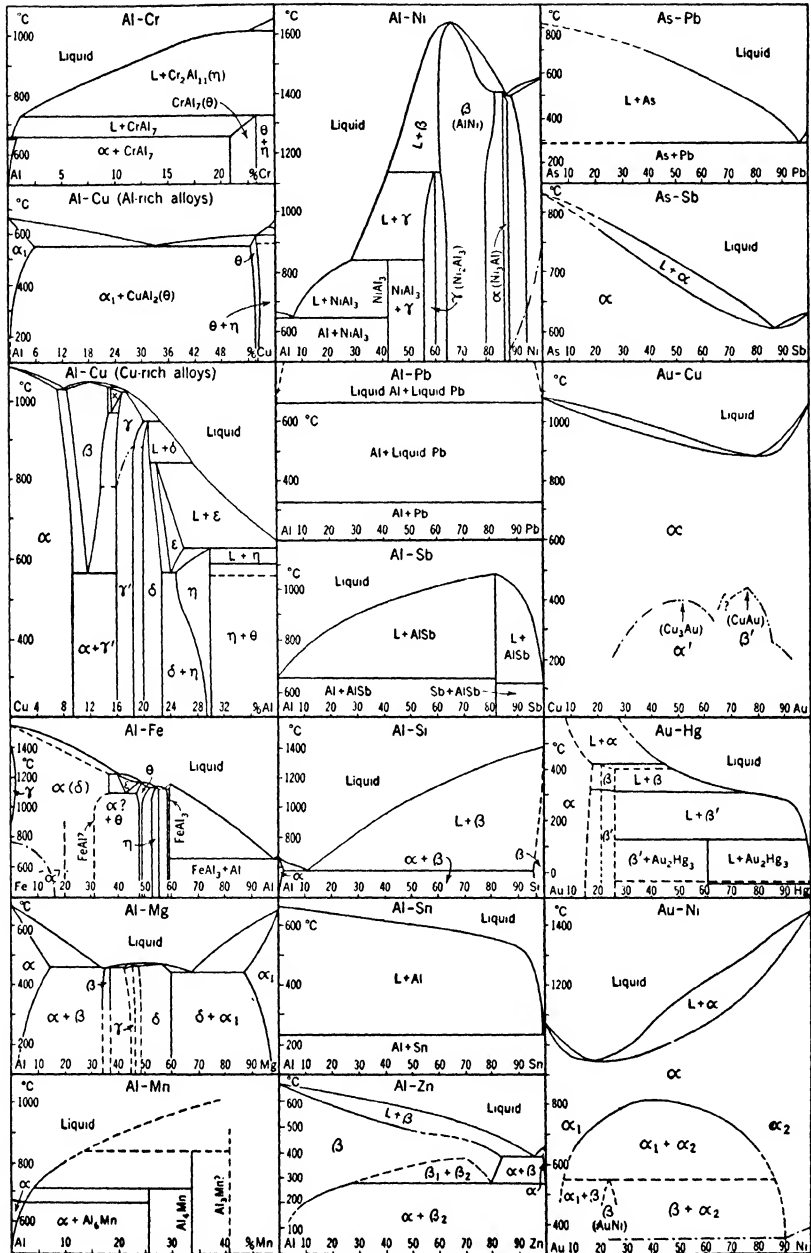 Al-Cr
°C
1000
800
600
Liquid
L+Cr₂Al₁₁(η)
CrAl₇(θ)
L+CrAl₇
α+CrAl₇
θ
+
η
Al 5 10 15 20 % Cr
Al-Cu (Al-rich alloys)
°C
600
400
200
α₁
θ
α₁+CuAl₂(θ)
θ+η
Al 6 12 18 24 30 36 48 % Cu
Al-Cu (Cu-rich alloys)
°C
1000
800
600
400
β
x
γ
Liquid
L+δ
α
L+ε
ε
L+η
γ'
δ
η
α+γ'
η+θ
δ+η
Cu 4 8 12 16 20 24 28 32 36 % Al
Al-Fe
1400
°C
1200
1000
800
600
Liquid
γ
α(δ)
ζ
θ
α?
+θ
FeAl?
η
FeAl₃
α"
FeAl₃+Al
Fe 10 20 30 40 50 60 70 80 Al
Al-Mg
600
°C
400
200
Liquid
α
α₁
β
α+β
γ
δ
δ+α₁
Al 10 20 30 40 50 60 70 80 90 Mg
Al-Mn
°C
1000
800
600
Liquid
α
α+Al₆Mn
Al₄Mn
Al₃Mn?
Al 10 20 30 40 % Mn
Al-Ni
°C
1600
1400
1200
1000
800
600
Liquid
L+β
β
(AlNi)
L+γ
γ(Ni₂Al₃)
α(Ni₃Al)
L+NiAl₃
NiAl₃
NiAl₃
+γ
Al+NiAl₃
Al 10 20 30 40 50 60 70 80 90 Ni
Al-Pb
Liquid Al+Liquid Pb
600
°C
400
200
Al+Liquid Pb
Al+Pb
Al 10 20 30 40 50 60 70 80 90 Pb
Al-Sb
°C
1000
800
600
Liquid
L+AlSb
L+
AlSb
Al+AlSb
Sb+AlSb
Al 10 20 30 40 50 60 70 80 Sb
Al-Si
°C
1400
1200
1000
800
600
Liquid
L+β
α+β
β
α
Al 10 20 30 40 50 60 70 80 90 Si
Al-Sn
600
°C
400
200
Liquid
L+Al
Al+Sn
Al 10 20 30 40 50 60 70 80 90 Sn
Al-Zn
°C
600
500
400
300
200
Liquid
L+β
β
β₁+β₂
α+β
α
α+β₂
Al 10 20 30 40 50 60 70 80 90 Zn
As-Pb
°C
800
600
400
200
Liquid
L+As
As+Pb
As 10 20 30 40 50 60 70 80 90 Pb
As-Sb
°C
800
700
600
Liquid
L+α
α
As 10 20 30 40 50 60 70 80 90 Sb
Au-Cu
°C
1000
800
600
400
200
Liquid
α
?
(Cu₃Au)
α'
(CuAu)
β'
Cu 10 20 30 40 50 60 70 80 90 Au
Au-Hg
°C
400
200
0
L+α
Liquid
L+β
α
β
L+β'
β'
β'+Au₂Hg₃
L+Au₂Hg₃
Au 10 20 30 40 50 60 70 80 90 Hg
Au-Ni
°C
1400
1200
1000
800
600
400
Liquid
L+α
α
α₁
α₂
α₁+α₂
α₁+β
β
(AuNi)
β+α₂
Au 10 20 30 40 50 60 70 80 90 Ni